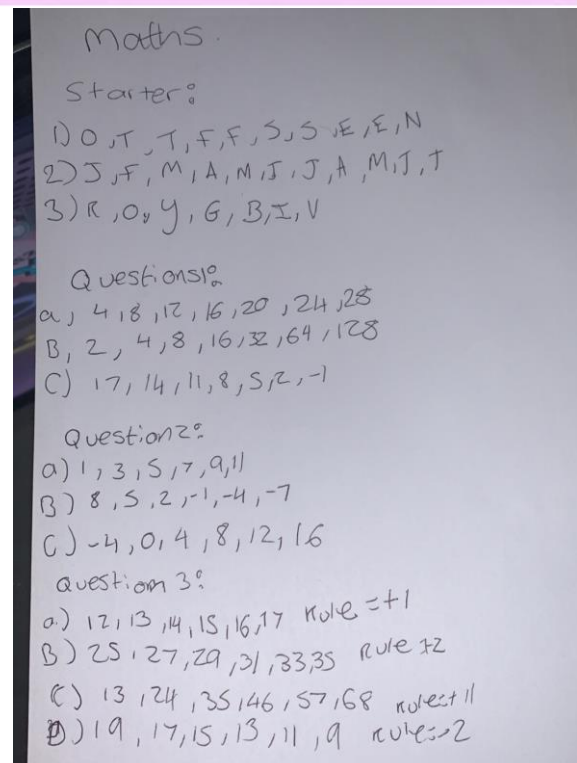 Maths.
Starter:
1) O, T, T, F, F, S, S, E, E, N
2) J, F, M, A, M, J, J, A, M, J, J
3) R, O, Y, G, B, I, V
Questions1:
a, 4, 8, 12, 16, 20, 24, 28
B, 2, 4, 8, 16, 32, 64, 128
C) 17, 14, 11, 8, 5, 2, -1
Question2:
a) 1, 3, 5, 7, 9, 11
B) 8, 5, 2, -1, -4, -7
C) -4, 0, 4, 8, 12, 16
Question 3:
a.) 12, 13, 14, 15, 16, 17 Rule = +1
B) 25, 27, 29, 31, 33, 35 Rule +2
C) 13, 24, 35, 46, 57, 68 Rule = +11
D) 19, 17, 15, 13, 11, 9 Rule = -2